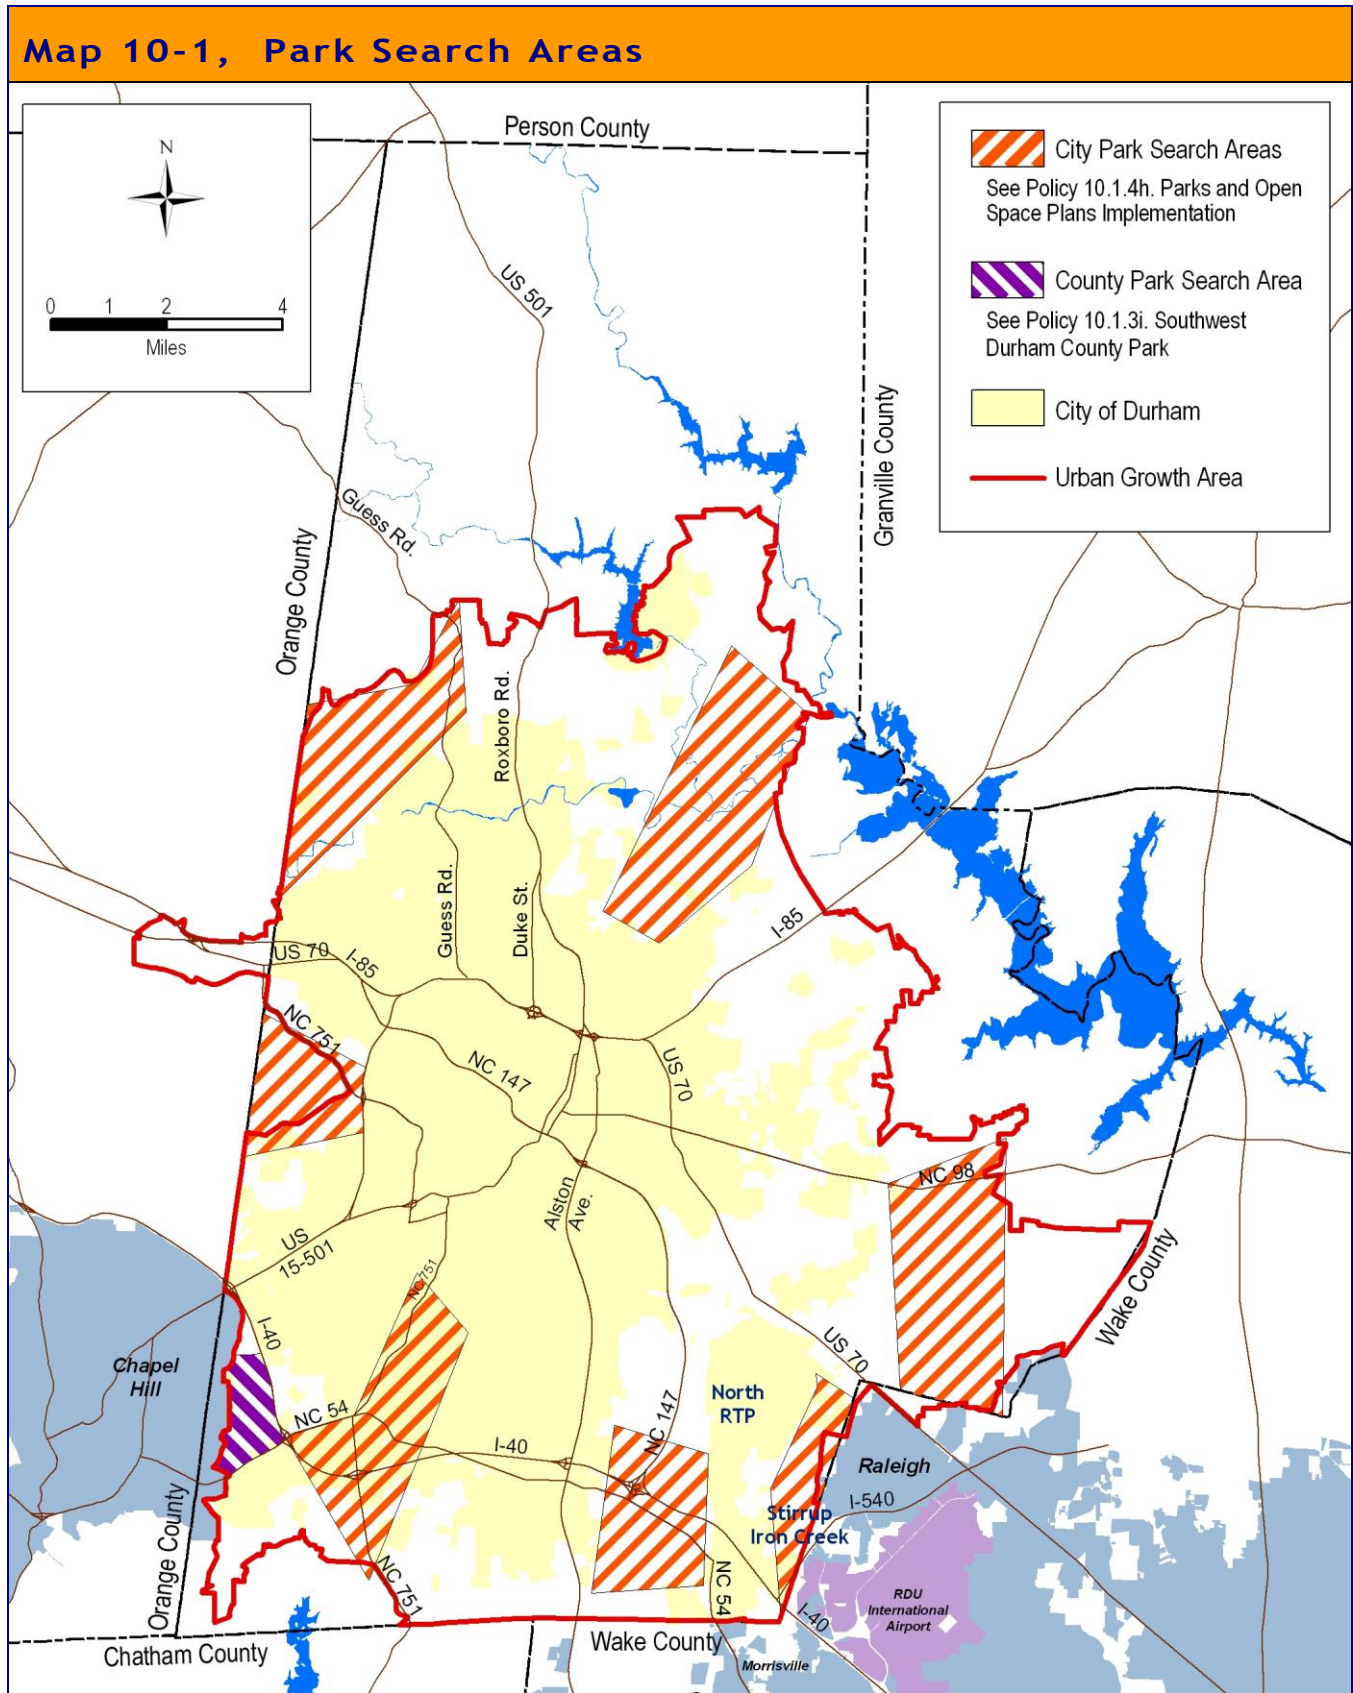 Map 10-1, Park Search Areas
N
0 1 2 4
Miles
City Park Search Areas
See Policy 10.1.4h. Parks and Open
Space Plans Implementation
County Park Search Area
See Policy 10.1.3i. Southwest
Durham County Park
City of Durham
Urban Growth Area
Person County
US 501
Granville County
Guess Rd.
Orange County
Roxboro Rd.
Guess Rd.
Duke St.
I-85
US 70
I-85
NC 751
NC 147
US 70
NC 98
Alston
Ave.
US
15-501
NC 751
Wake County
I-40
US 70
Chapel
Hill
North
RTP
NC 54
NC 147
I-40
Raleigh
I-540
Stirrup
Iron Creek
Orange County
NC 751
NC 54
I-40
RDU
International
Airport
Chatham County
Wake County
Morrisville